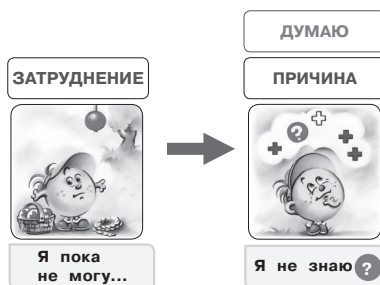 ДУМАЮ
ЗАТРУДНЕНИЕ
ПРИЧИНА
?
Я пока
не могу...
Я не знаю ?